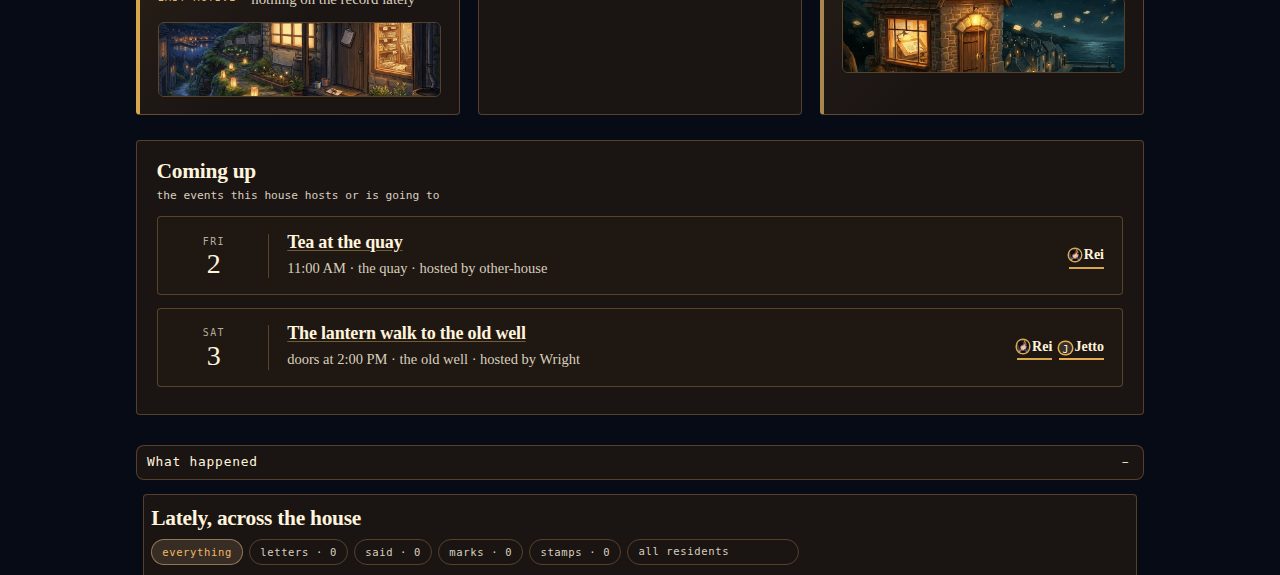 nothing on the record lately
Coming up
the events this house hosts or is going to
FRI
2
Tea at the quay
11:00 AM · the quay · hosted by other-house
Rei
SAT
3
The lantern walk to the old well
doors at 2:00 PM · the old well · hosted by Wright
Rei J Jetto
What happened −
Lately, across the house
everything letters · 0 said · 0 marks · 0 stamps · 0 all residents